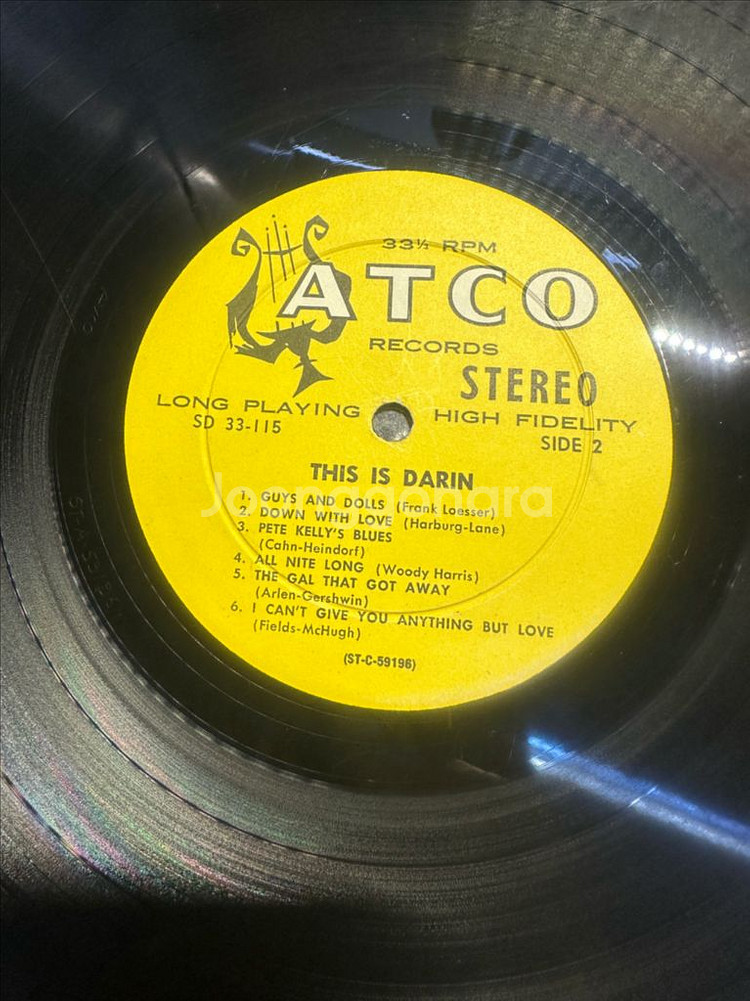 33⅓ RPM
ATCO
RECORDS
STEREO
LONG PLAYING
HIGH FIDELITY
SD 33-115
SIDE 2
THIS IS DARIN
1. GUYS AND DOLLS (Frank Loesser)
2. DOWN WITH LOVE (Harburg-Lane)
3. PETE KELLY'S BLUES
(Cahn-Heindorf)
4. ALL NITE LONG (Woody Harris)
5. THE GAL THAT GOT AWAY
(Arlen-Gershwin)
6. I CAN'T GIVE YOU ANYTHING BUT LOVE
(Fields-McHugh)
(ST-C-59196)
Joonggonara